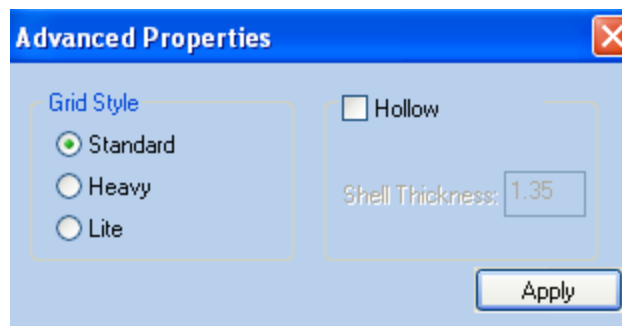 Advanced Properties
Grid Style
Standard
Heavy
Lite
Hollow
Shell Thickness: 1.35
Apply